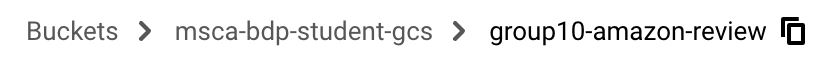 Buckets > msca-bdp-student-gcs > group10-amazon-review